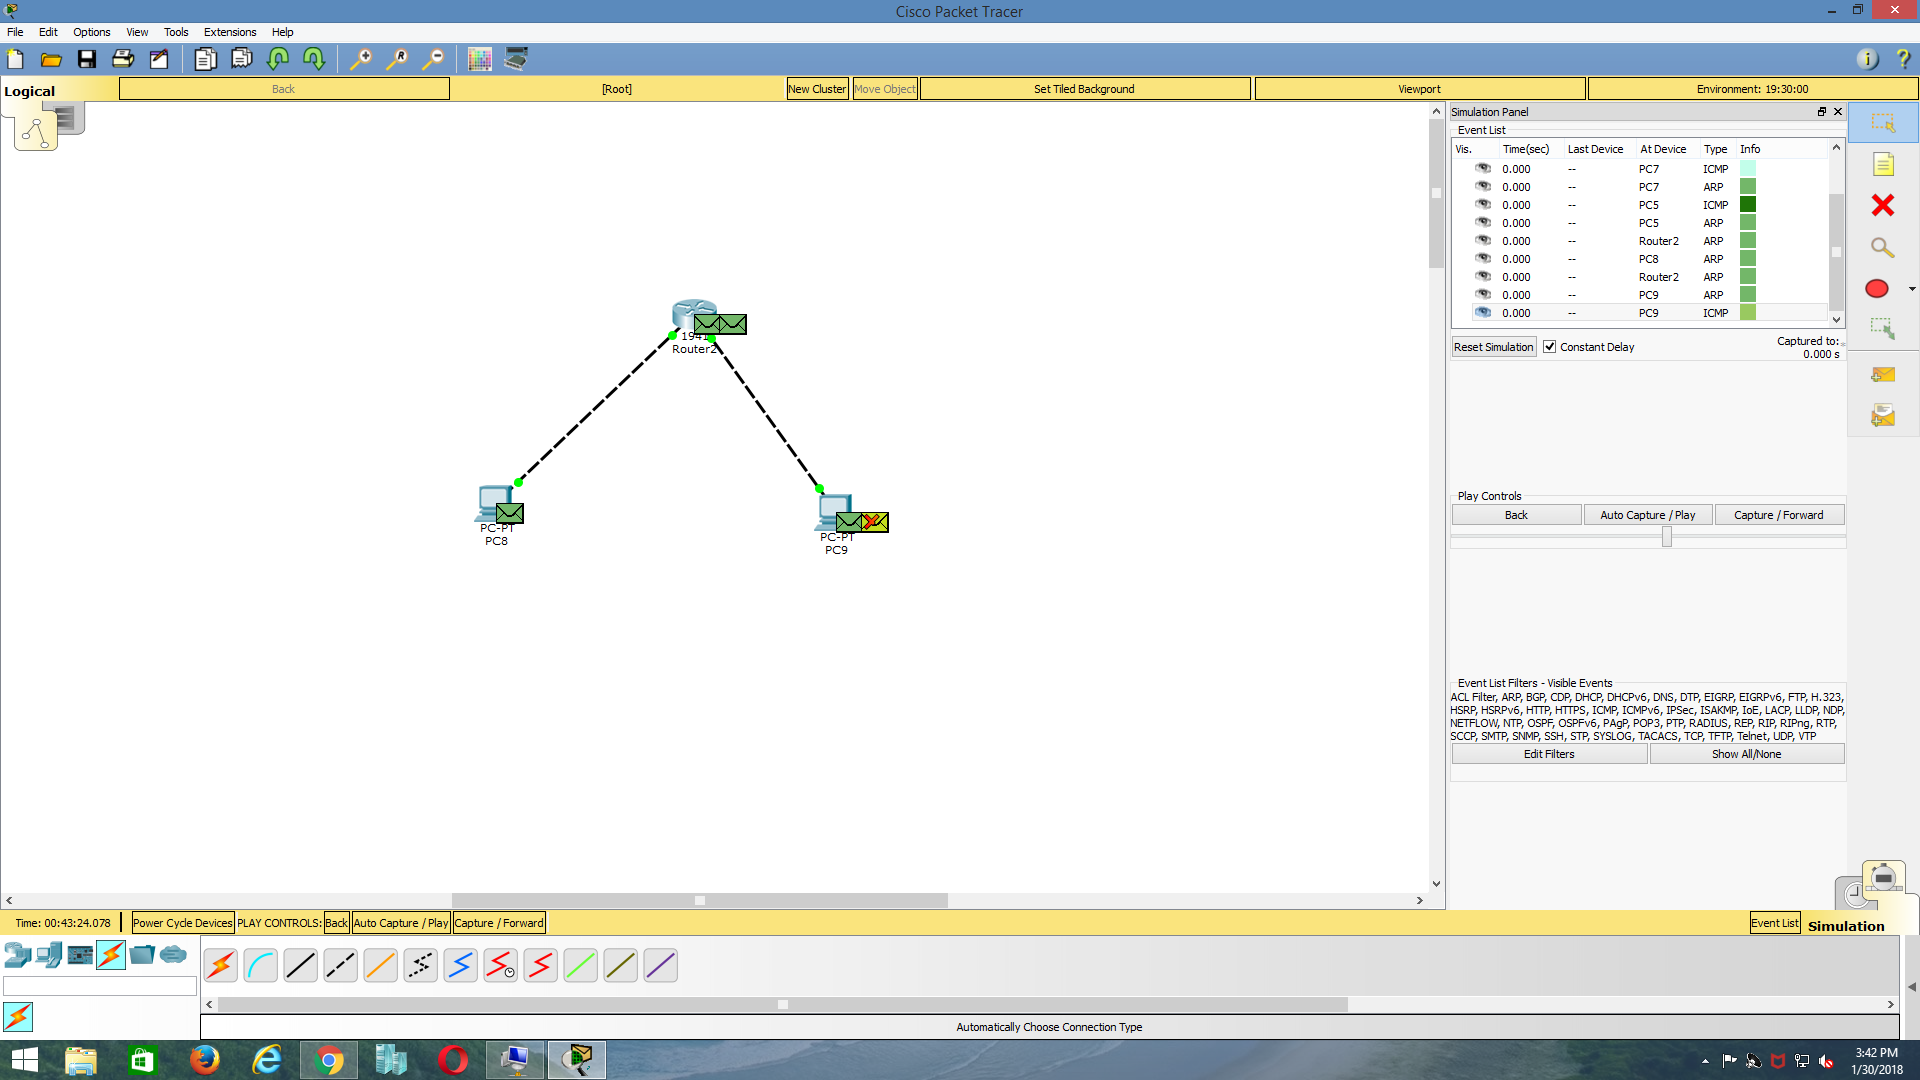 Cisco Packet Tracer
File Edit Options View Tools Extensions Help
Logical
Back
[Root]
New Cluster
Move Object
Set Tiled Background
Viewport
Environment: 19:30:00
1941
Router2
PC-PT
PC8
PC-PT
PC9
Simulation Panel
Event List
Vis. Time(sec) Last Device At Device Type Info
0.000 -- PC7 ICMP
0.000 -- PC7 ARP
0.000 -- PC5 ICMP
0.000 -- PC5 ARP
0.000 -- Router2 ARP
0.000 -- PC8 ARP
0.000 -- Router2 ARP
0.000 -- PC9 ARP
0.000 -- PC9 ICMP
Reset Simulation
Constant Delay
Captured to:
0.000 s
Play Controls
Back
Auto Capture / Play
Capture / Forward
Event List Filters - Visible Events
ACL Filter, ARP, BGP, CDP, DHCP, DHCPv6, DNS, DTP, EIGRP, EIGRPv6, FTP, H.323,
HSRP, HSRPv6, HTTP, HTTPS, ICMP, ICMPv6, IPSec, ISAKMP, IoE, LACP, LLDP, NDP,
NETFLOW, NTP, OSPF, OSPFv6, PAgP, POP3, PTP, RADIUS, REP, RIP, RIPng, RTP,
SCCP, SMTP, SNMP, SSH, STP, SYSLOG, TACACS, TCP, TFTP, Telnet, UDP, VTP
Edit Filters
Show All/None
Time: 00:43:24.078
Power Cycle Devices
PLAY CONTROLS:
Back
Auto Capture / Play
Capture / Forward
Event List
Simulation
Automatically Choose Connection Type
3:42 PM
1/30/2018